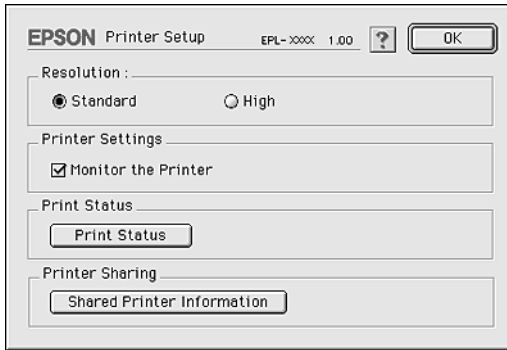 EPSON Printer Setup EPL-XXXX 1.00 ? OK
Resolution :
Standard High
Printer Settings
Monitor the Printer
Print Status
Print Status
Printer Sharing
Shared Printer Information